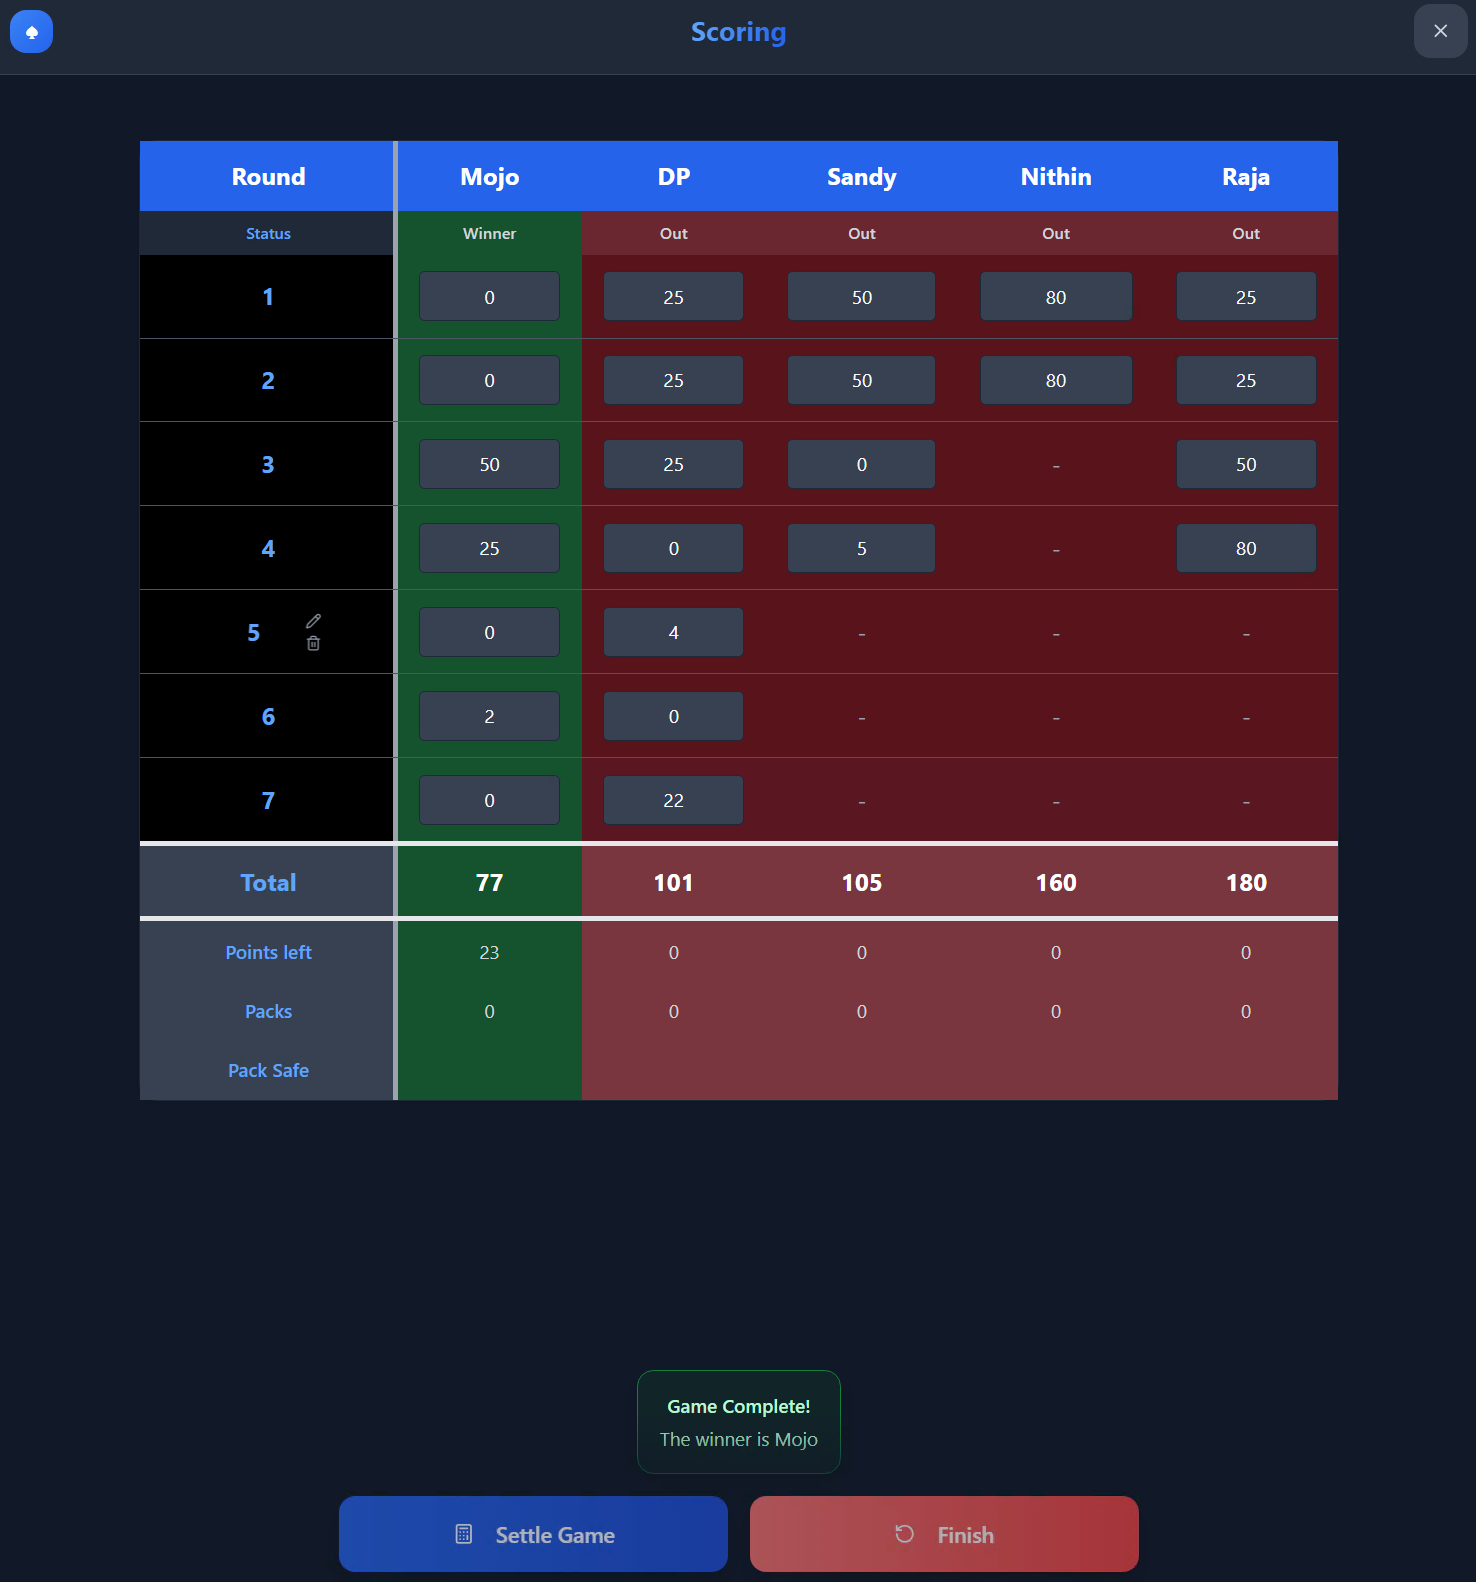 Scoring
Round Mojo DP Sandy Nithin Raja
Status Winner Out Out Out Out
1 0 25 50 80 25
2 0 25 50 80 25
3 50 25 0 - 50
4 25 0 5 - 80
5 0 4 - - -
6 2 0 - - -
7 0 22 - - -
Total 77 101 105 160 180
Points left 23 0 0 0 0
Packs 0 0 0 0 0
Pack Safe
Game Complete!
The winner is Mojo
Settle Game Finish